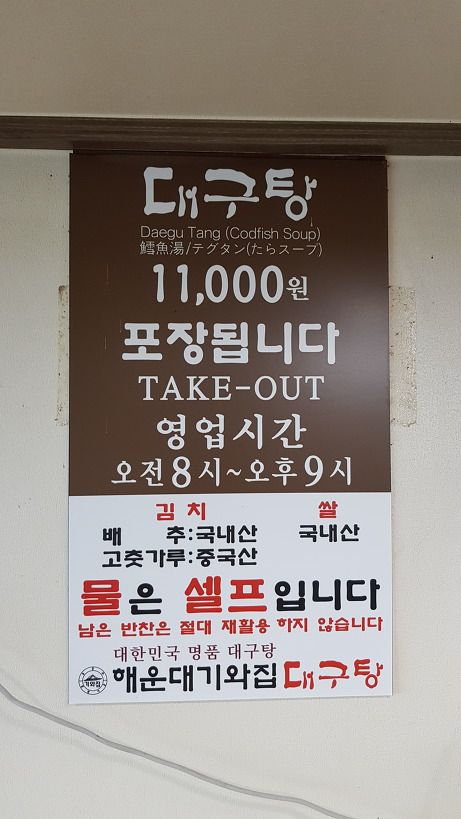 대구탕
Daegu Tang (Codfish Soup)
鱈魚湯/テグタン(たらスープ)
11,000원
포장됩니다
TAKE-OUT
영업시간
오전8시~오후9시
김치 쌀
배 추:국내산 국내산
고춧가루:중국산
물은 셀프입니다
남은 반찬은 절대 재활용 하지 않습니다
대한민국 명품 대구탕
기와집 해운대기와집 대구탕